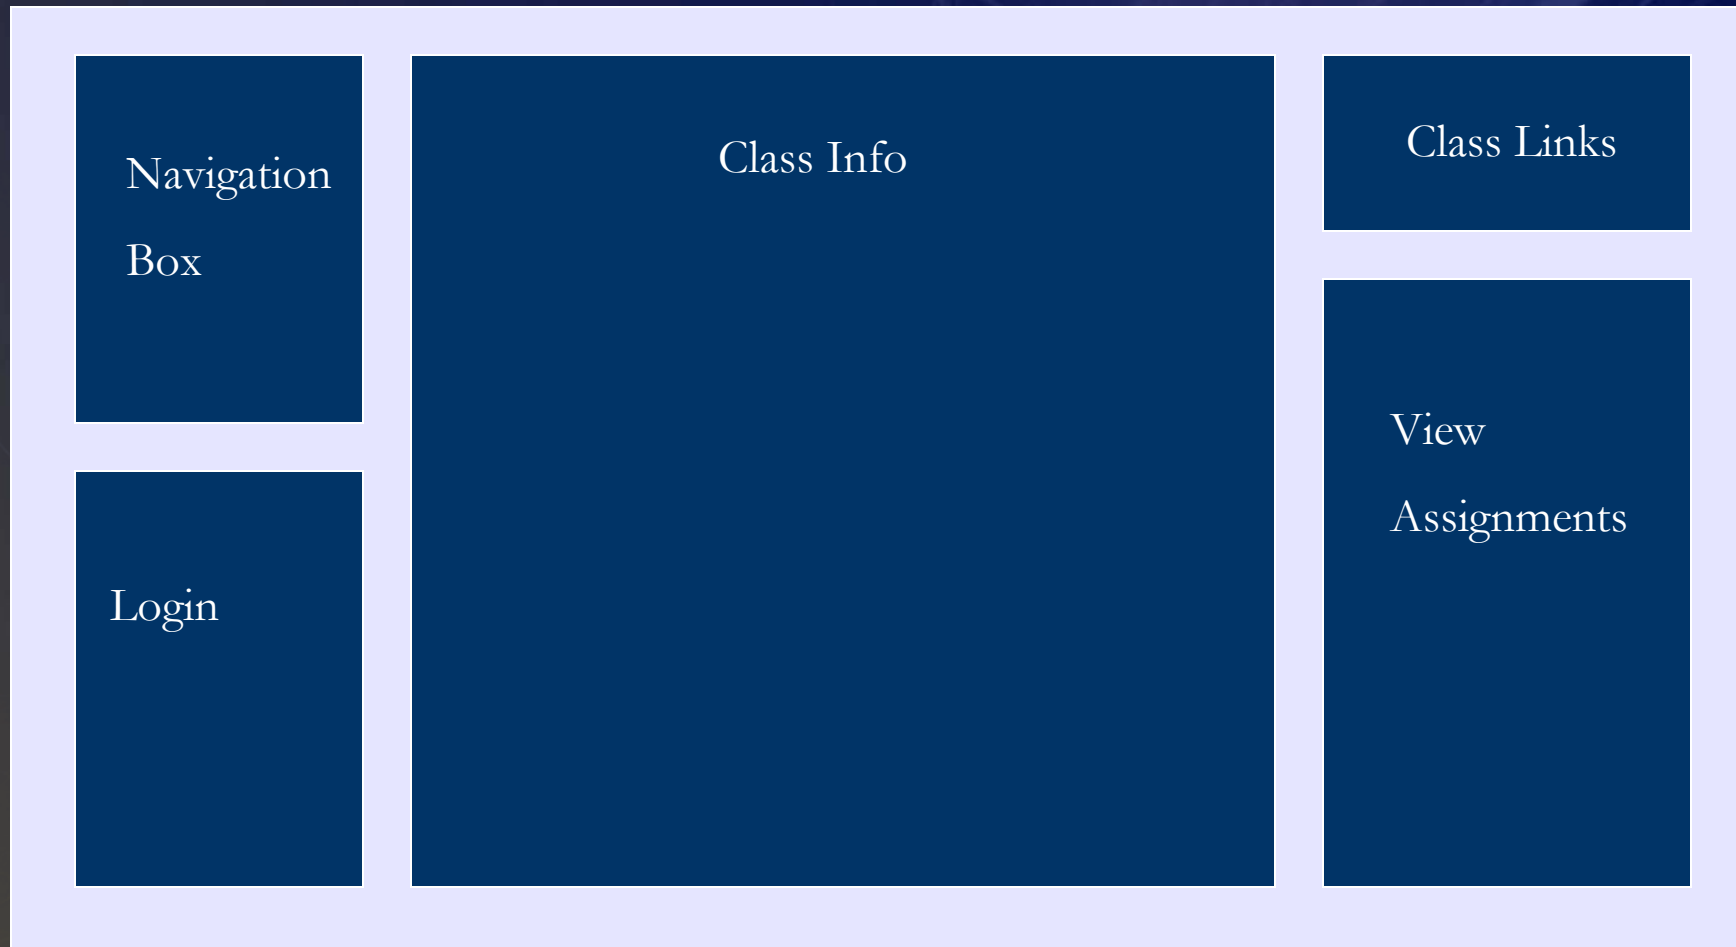 Navigation
Box
Login
Class Info
Class Links
View
Assignments